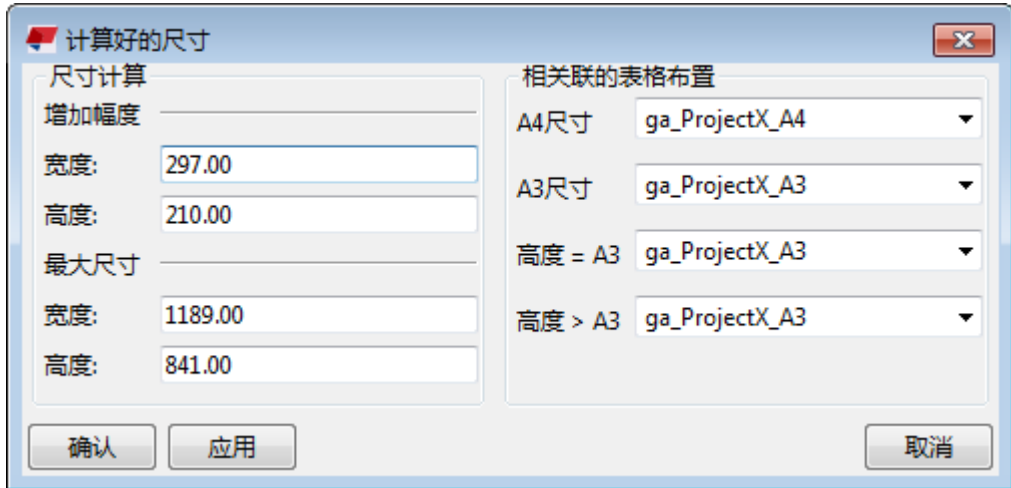 计算好的尺寸
尺寸计算
增加幅度
宽度: 297.00
高度: 210.00
最大尺寸
宽度: 1189.00
高度: 841.00
相关联的表格布置
A4尺寸 ga_ProjectX_A4
A3尺寸 ga_ProjectX_A3
高度 = A3 ga_ProjectX_A3
高度 > A3 ga_ProjectX_A3
确认 应用 取消